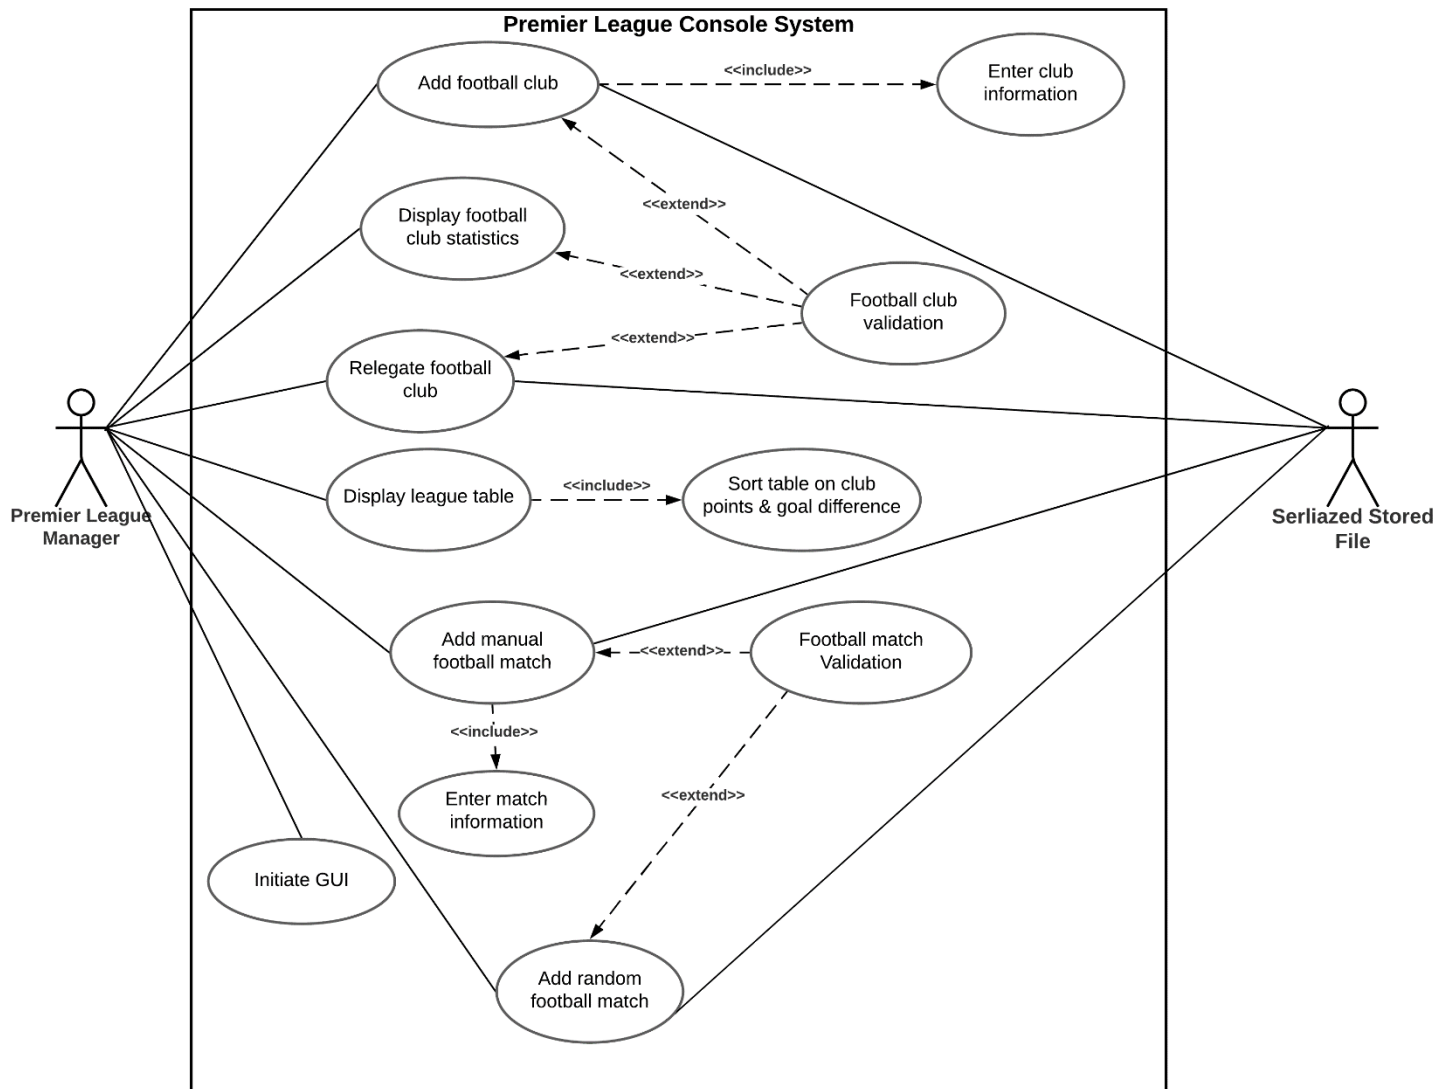 Premier League Console System
Add football club
<<include>>
Enter club
information
<<extend>>
Display football
club statistics
<<extend>>
Football club
validation
<<extend>>
Relegate football
club
Display league table
<<include>>
Sort table on club
points & goal difference
Premier League
Manager
Serliazed Stored
File
Add manual
football match
<<extend>>
Football match
Validation
<<include>>
Enter match
information
<<extend>>
Initiate GUI
Add random
football match